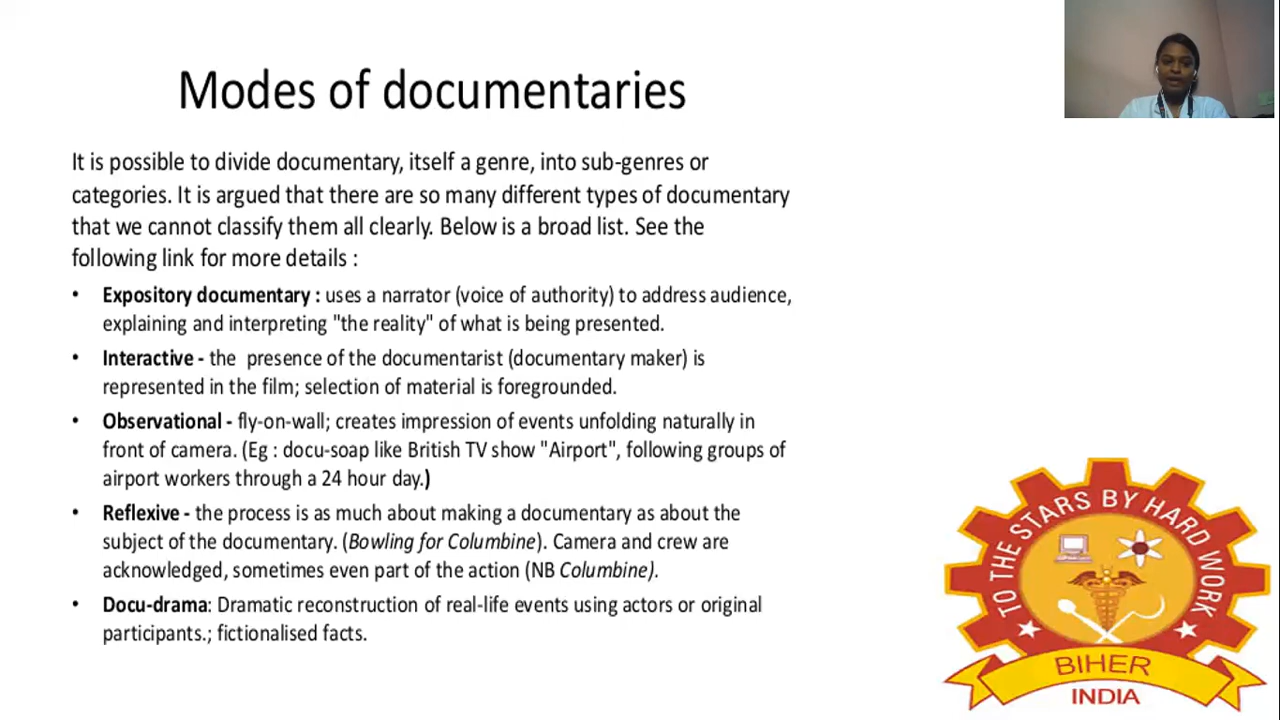 Modes of documentaries
It is possible to divide documentary, itself a genre, into sub-genres or
categories. It is argued that there are so many different types of documentary
that we cannot classify them all clearly. Below is a broad list. See the
following link for more details :
• Expository documentary : uses a narrator (voice of authority) to address audience,
explaining and interpreting "the reality" of what is being presented.
• Interactive - the  presence of the documentarist (documentary maker) is
represented in the film; selection of material is foregrounded.
• Observational - fly-on-wall; creates impression of events unfolding naturally in
front of camera. (Eg : docu-soap like British TV show "Airport", following groups of
airport workers through a 24 hour day.)
• Reflexive - the process is as much about making a documentary as about the
subject of the documentary. (Bowling for Columbine). Camera and crew are
acknowledged, sometimes even part of the action (NB Columbine).
• Docu-drama: Dramatic reconstruction of real-life events using actors or original
participants.; fictionalised facts.
TO THE STARS BY HARD WORK
BIHER
INDIA